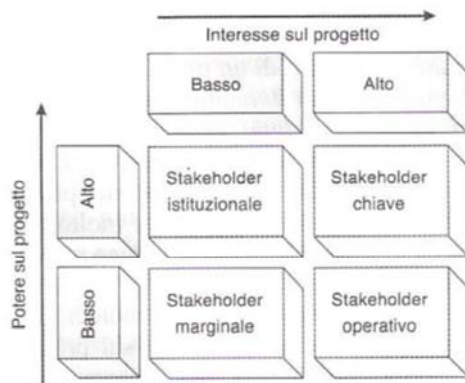 Interesse sul progetto
Basso
Alto
Potere sul progetto
Alto
Stakeholder
istituzionale
Stakeholder
chiave
Basso
Stakeholder
marginale
Stakeholder
operativo